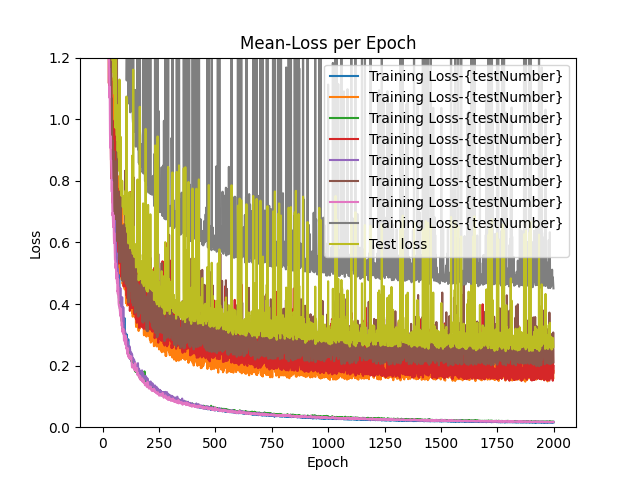 Mean-Loss per Epoch
1.2
1.0
0.8
0.6
0.4
0.2
0.0
Loss
Training Loss-{testNumber}
Training Loss-{testNumber}
Training Loss-{testNumber}
Training Loss-{testNumber}
Training Loss-{testNumber}
Training Loss-{testNumber}
Training Loss-{testNumber}
Training Loss-{testNumber}
Test loss
0 250 500 750 1000 1250 1500 1750 2000
Epoch